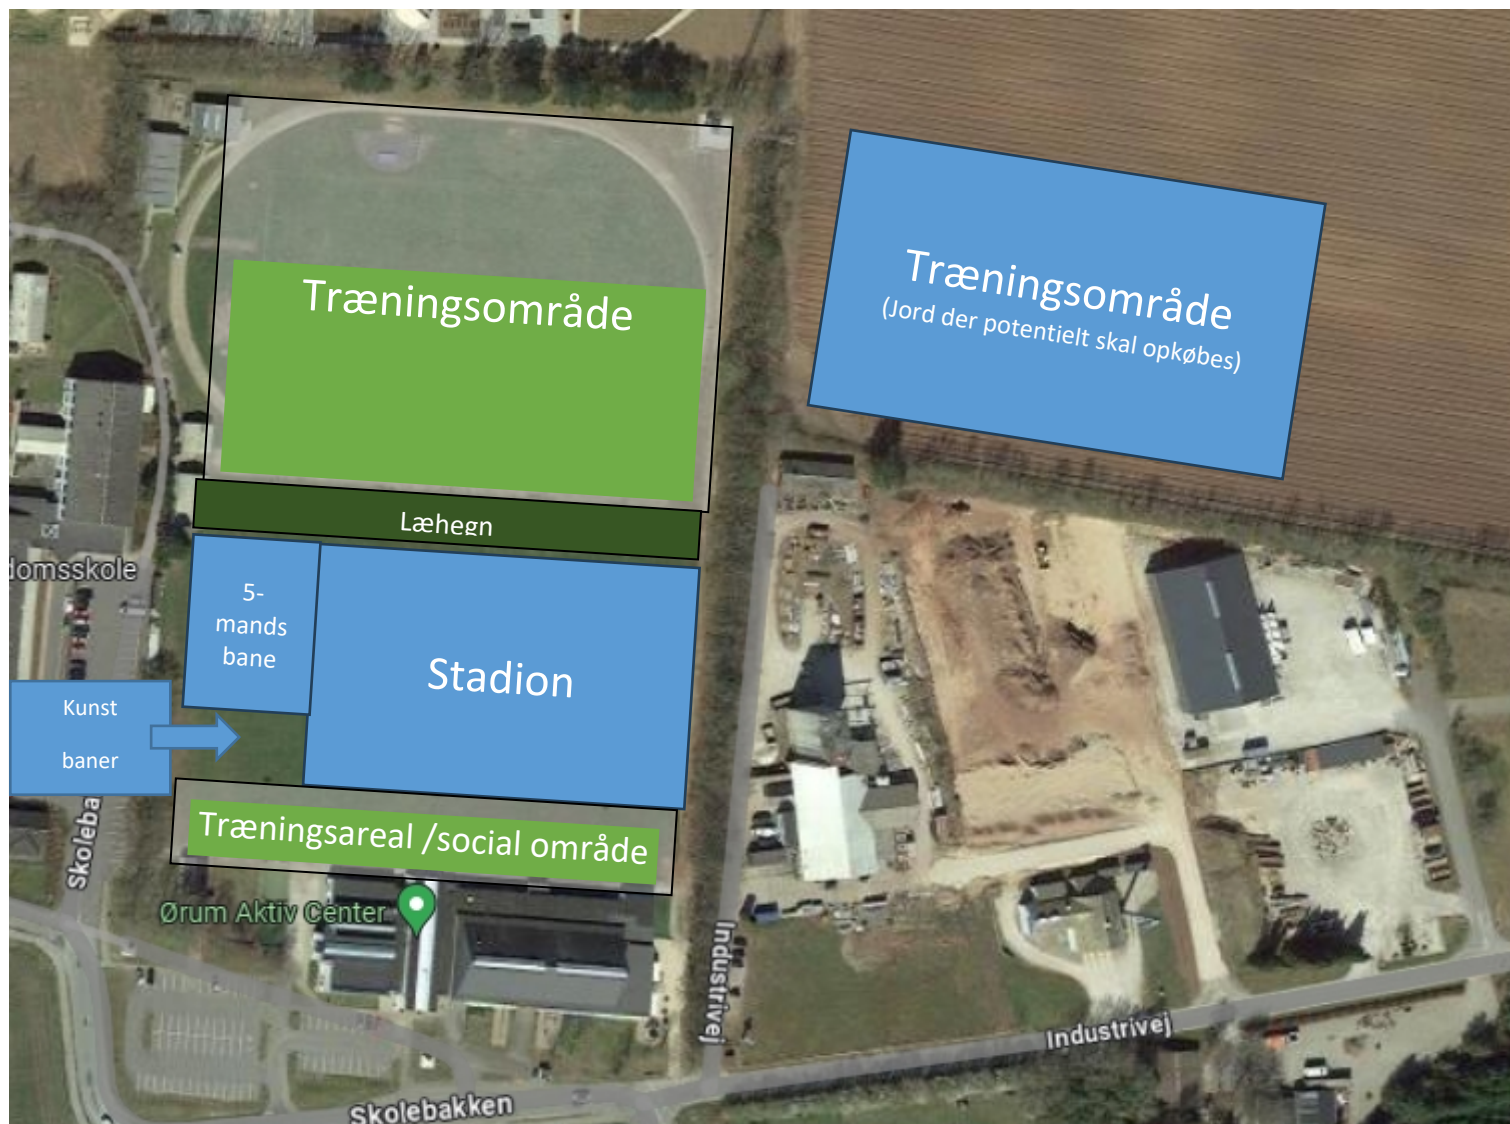 Træningsområde
Træningsområde
(Jord der potentielt skal opkøbes)
Læhegn
domsskole
5-
mands
bane
Stadion
Kunst
baner
Skoleba
Træningsareal /social område
Ørum Aktiv Center
Industrivej
Industrivej
Skolebakken